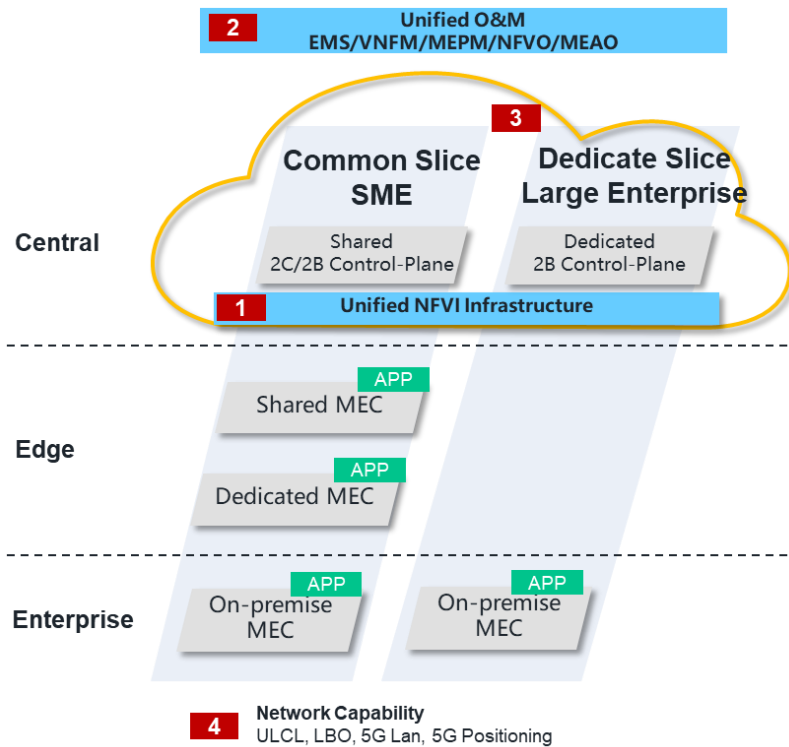 2
Unified O&M
EMS/VNFM/MEPM/NFVO/MEAO
3
Common Slice
SME
Dedicate Slice
Large Enterprise
Central
Shared
2C/2B Control-Plane
Dedicated
2B Control-Plane
1
Unified NFVI Infrastructure
APP
Shared MEC
Edge
APP
Dedicated MEC
APP
On-premise
MEC
APP
On-premise
MEC
Enterprise
4
Network Capability
ULCL, LBO, 5G Lan, 5G Positioning